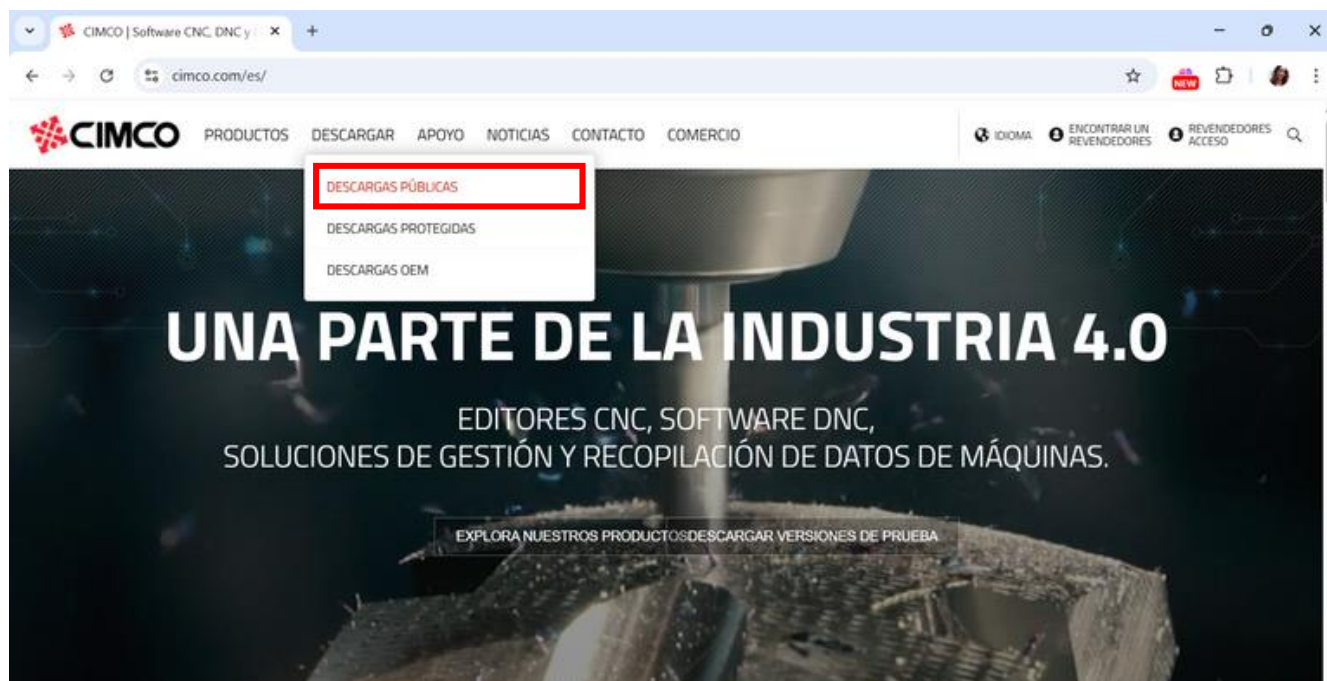 CIMCO | Software CNC, DNC y
cimco.com/es/
NEW
CIMCO PRODUCTOS DESCARGAR APOYO NOTICIAS CONTACTO COMERCIO IDIOMA ENCONTRAR UN REVENDEDORES REVENDEDORES ACCESO
DESCARGAS PÚBLICAS
DESCARGAS PROTEGIDAS
DESCARGAS OEM
UNA PARTE DE LA INDUSTRIA 4.0
EDITORES CNC, SOFTWARE DNC,
SOLUCIONES DE GESTIÓN Y RECOPILACIÓN DE DATOS DE MÁQUINAS.
EXPLORA NUESTROS PRODUCTOSDESCARGAR VERSIONES DE PRUEBA